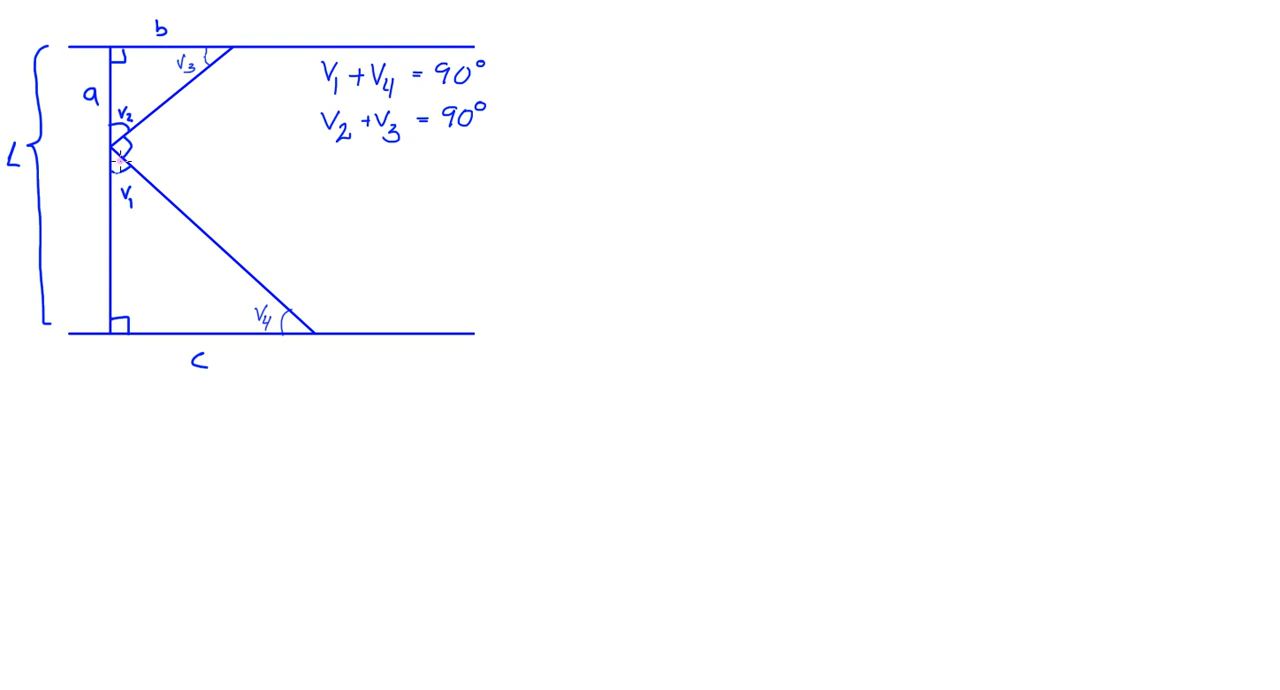 b
V₃
V₁ + V₄ = 90°
a
V₂
V₂ + V₃ = 90°
L
V₁
V₄
c